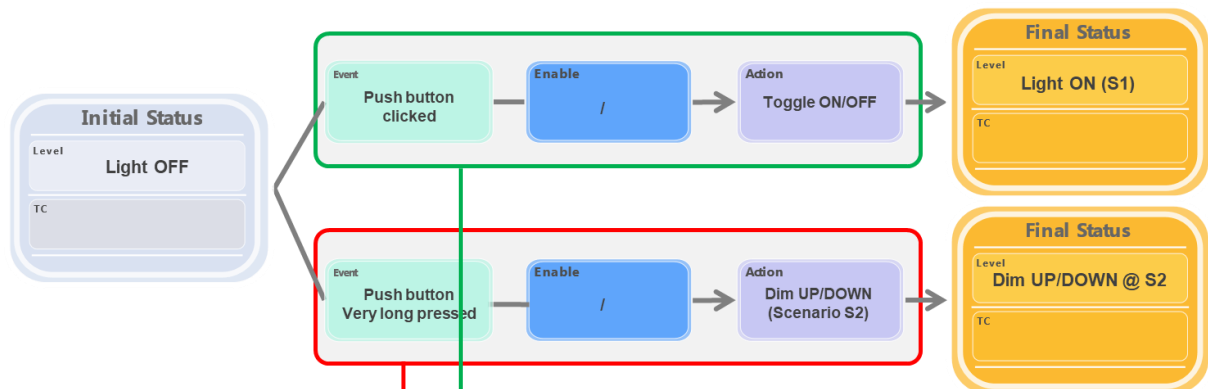 Initial Status
Level
Light OFF
TC
Event
Push button
clicked
Enable
/
Action
Toggle ON/OFF
Final Status
Level
Light ON (S1)
TC
Event
Push button
Very long pressed
Enable
/
Action
Dim UP/DOWN
(Scenario S2)
Final Status
Level
Dim UP/DOWN @ S2
TC